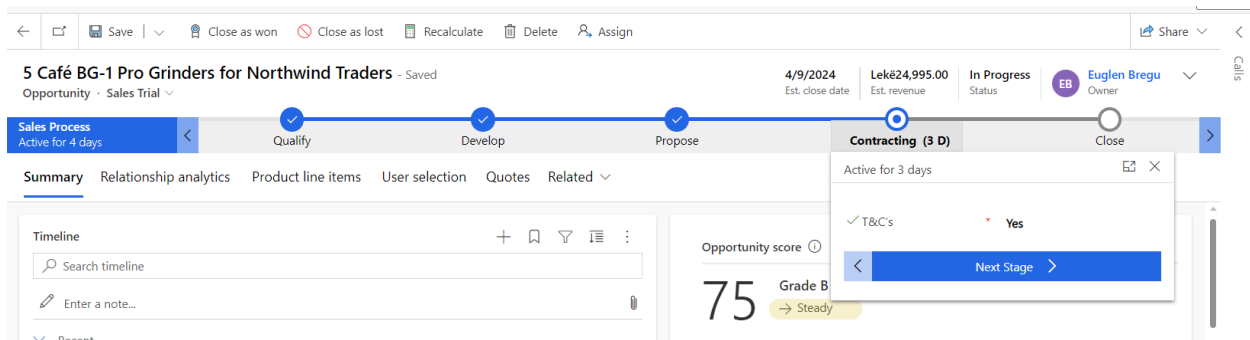 Save Close as won Close as lost Recalculate Delete Assign Share
Calls
5 Café BG-1 Pro Grinders for Northwind Traders - Saved
Opportunity · Sales Trial
4/9/2024 Lekë24,995.00 In Progress EB Euglen Bregu
Est. close date Est. revenue Status Owner
Sales Process
Active for 4 days
Qualify Develop Propose Contracting (3 D) Close
Summary Relationship analytics Product line items User selection Quotes Related
Active for 3 days
T&C's * Yes
Next Stage
Timeline
Search timeline
Enter a note...
Recent
Opportunity score
75 Grade B
Steady